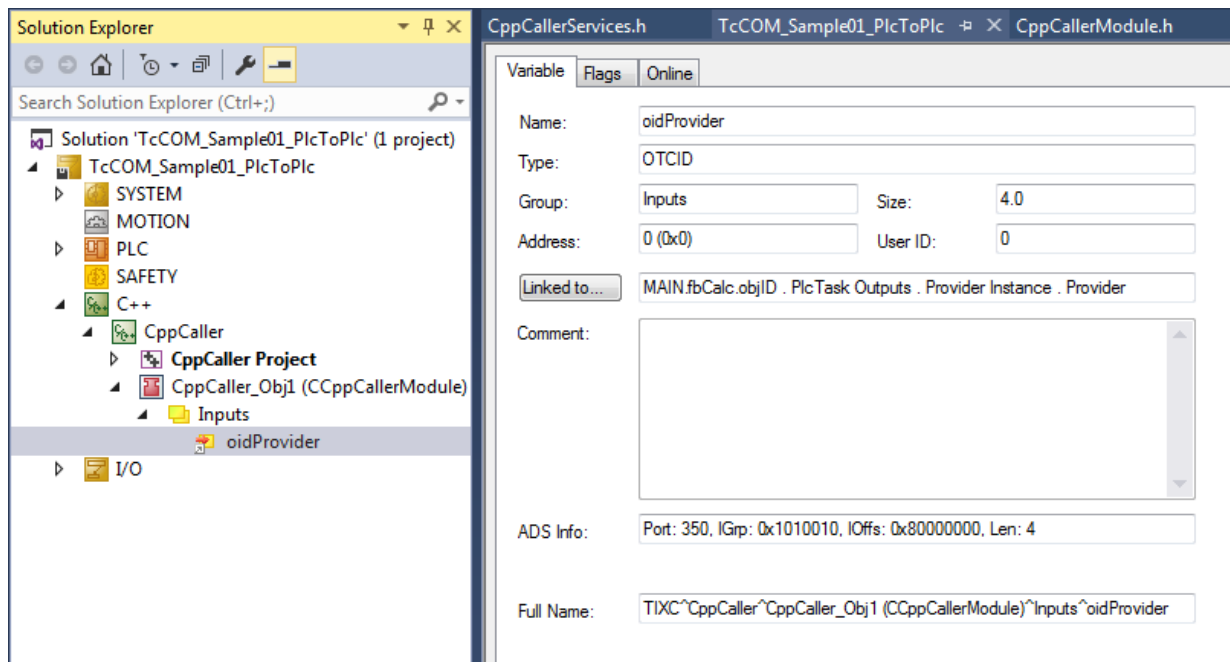 Solution Explorer
Search Solution Explorer (Ctrl+;)
Solution 'TcCOM_Sample01_PlcToPlc' (1 project)
TcCOM_Sample01_PlcToPlc
SYSTEM
MOTION
PLC
SAFETY
C++
CppCaller
CppCaller Project
CppCaller_Obj1 (CCppCallerModule)
Inputs
oidProvider
I/O
CppCallerServices.h TcCOM_Sample01_PlcToPlc CppCallerModule.h
Variable Flags Online
Name: oidProvider
Type: OTCID
Group: Inputs Size: 4.0
Address: 0 (0x0) User ID: 0
Linked to... MAIN.fbCalc.objID . PlcTask Outputs . Provider Instance . Provider
Comment:
ADS Info: Port: 350, IGrp: 0x1010010, IOffs: 0x80000000, Len: 4
Full Name: TIXC^CppCaller^CppCaller_Obj1 (CCppCallerModule)^Inputs^oidProvider